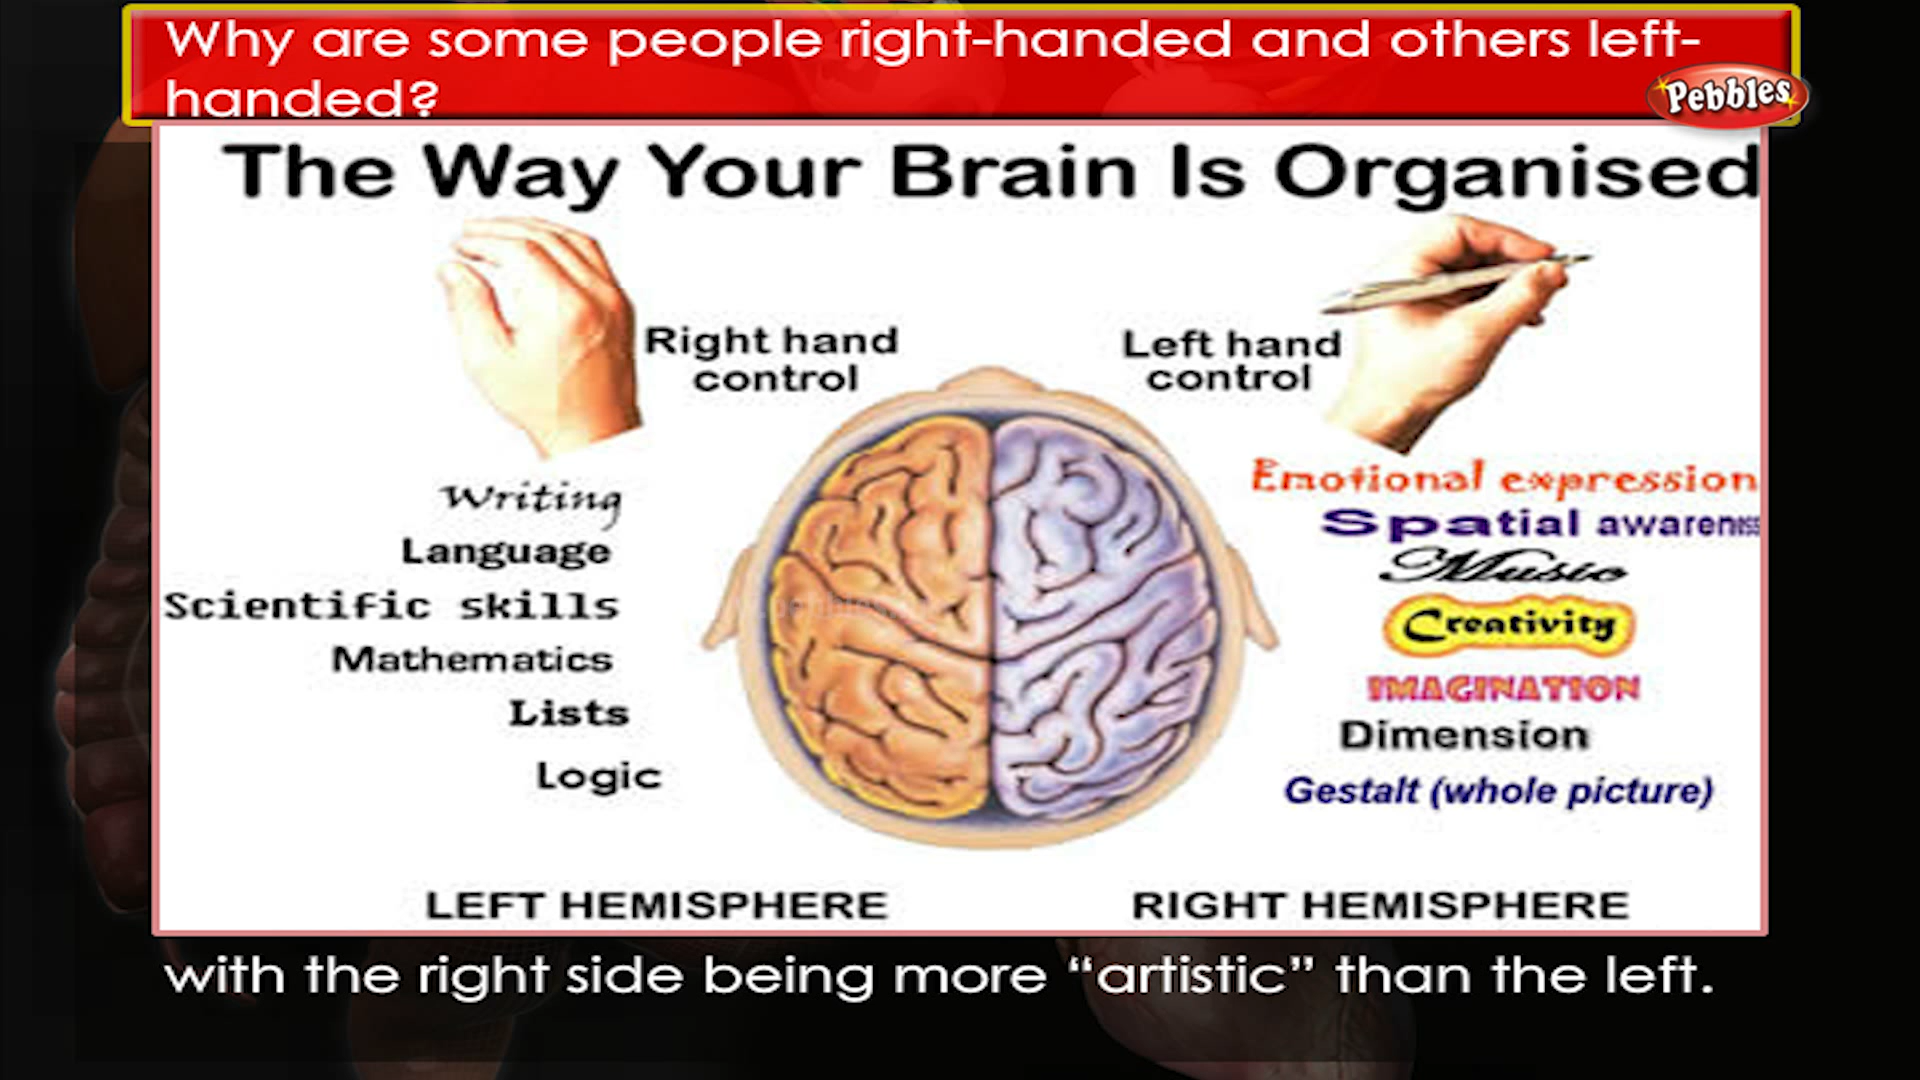 Why are some people right-handed and others left-
handed?
Pebbles
The Way Your Brain Is Organised
Right hand
control
Left hand
control
Writing
Language
Scientific skills
Mathematics
Lists
Logic
Emotional expression
Spatial awareness
Music
Creativity
IMAGINATION
Dimension
Gestalt (whole picture)
LEFT HEMISPHERE
RIGHT HEMISPHERE
with the right side being more “artistic” than the left.